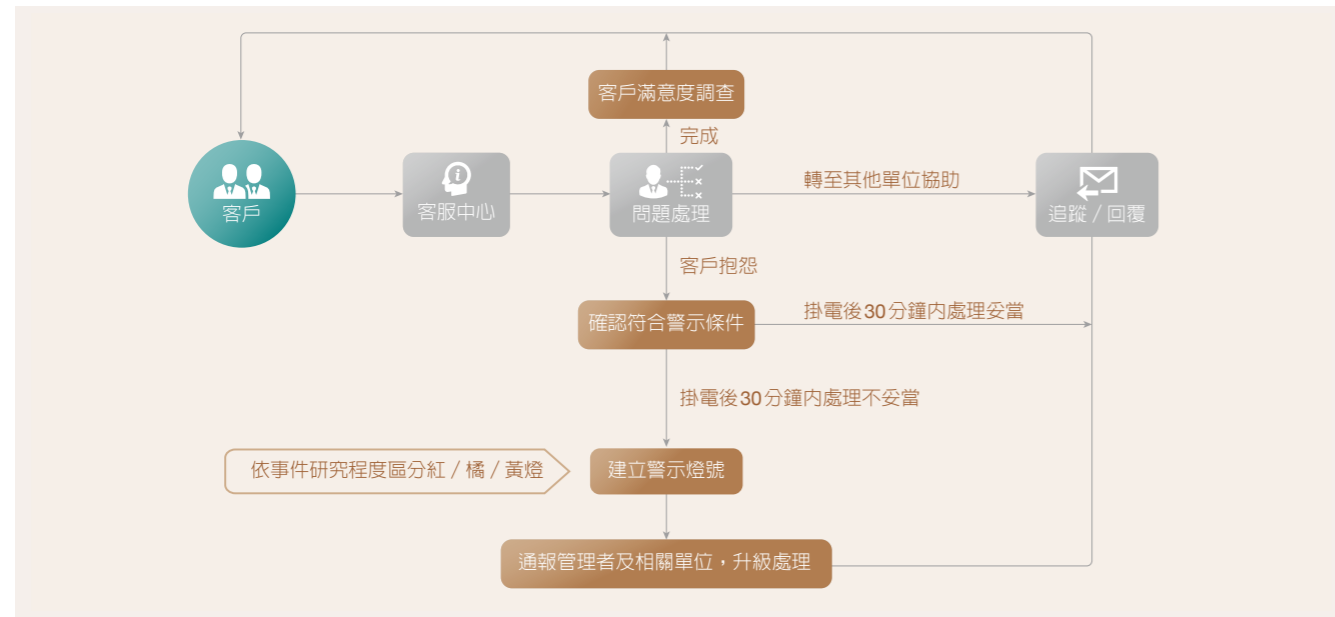 客戶滿意度調查
完成
客戶
客服中心
問題處理
轉至其他單位協助
追蹤 / 回覆
客戶抱怨
確認符合警示條件
掛電後30分鐘內處理妥當
掛電後30分鐘內處理不妥當
依事件研究程度區分紅 / 橘 / 黃燈
建立警示燈號
通報管理者及相關單位，升級處理